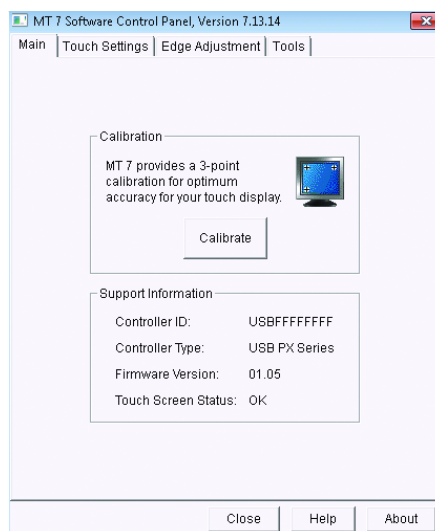 MT 7 Software Control Panel, Version 7.13.14
Main Touch Settings Edge Adjustment Tools
Calibration
MT 7 provides a 3-point
calibration for optimum
accuracy for your touch display.
Calibrate
Support Information
Controller ID: USBFFFFFFFF
Controller Type: USB PX Series
Firmware Version: 01.05
Touch Screen Status: OK
Close Help About